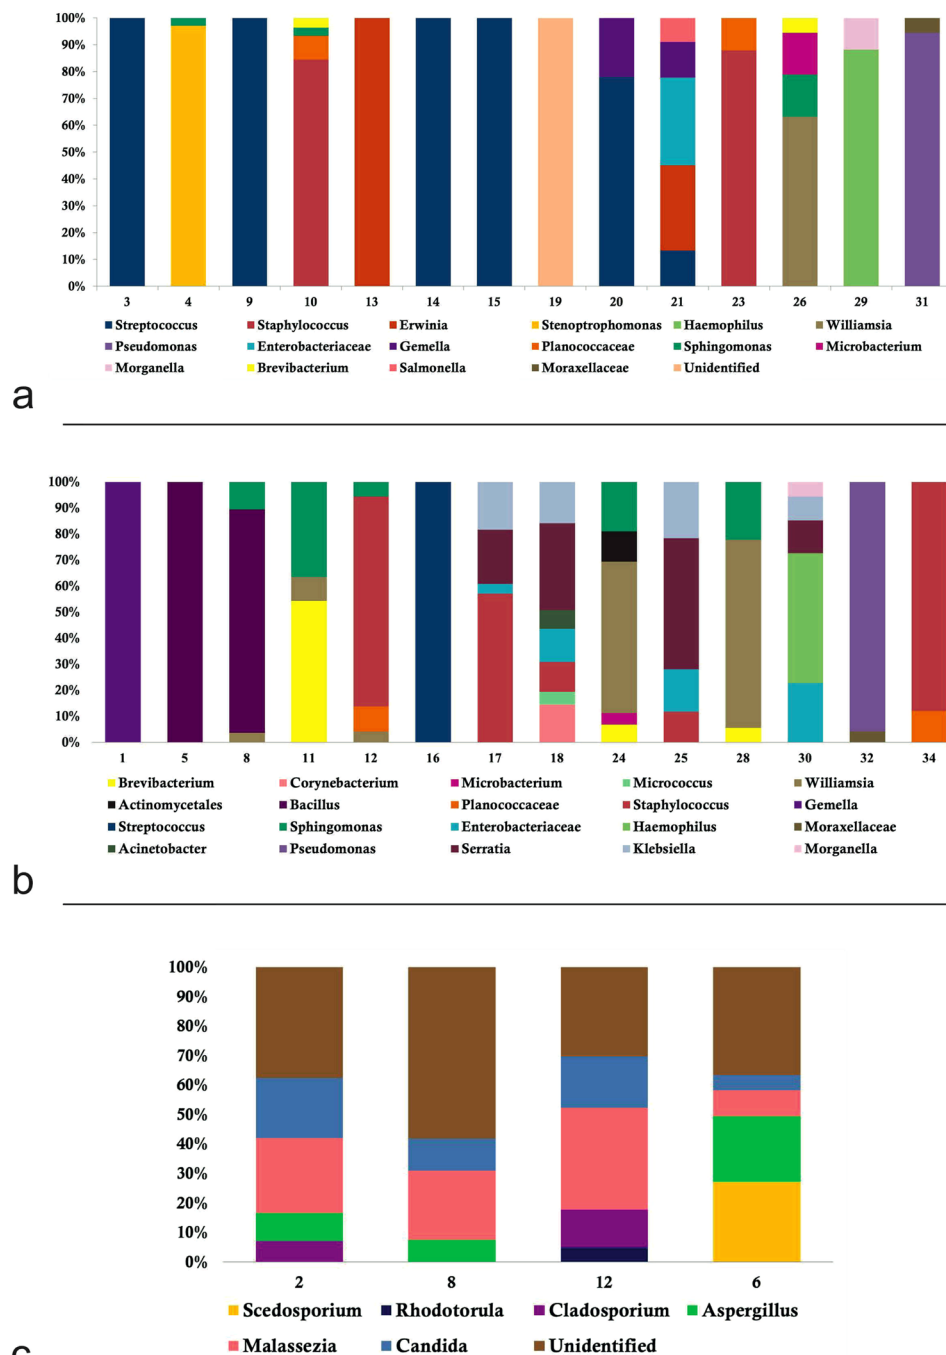 100%
90%
80%
70%
60%
50%
40%
30%
20%
10%
0%
3 4 9 10 13 14 15 19 20 21 23 26 29 31
Streptococcus Staphylococcus Erwinia Stenoptrophomonas Haemophilus Williamsia
Pseudomonas Enterobacteriaceae Gemella Planococcaceae Sphingomonas Microbacterium
Morganella Brevibacterium Salmonella Moraxellaceae Unidentified
a
100%
90%
80%
70%
60%
50%
40%
30%
20%
10%
0%
1 5 8 11 12 16 17 18 24 25 28 30 32 34
Brevibacterium Corynebacterium Microbacterium Micrococcus Williamsia
Actinomycetales Bacillus Planococcaceae Staphylococcus Gemella
Streptococcus Sphingomonas Enterobacteriaceae Haemophilus Moraxellaceae
Acinetobacter Pseudomonas Serratia Klebsiella Morganella
b
100%
90%
80%
70%
60%
50%
40%
30%
20%
10%
0%
2 8 12 6
Scedosporium Rhodotorula Cladosporium Aspergillus
Malassezia Candida Unidentified
c